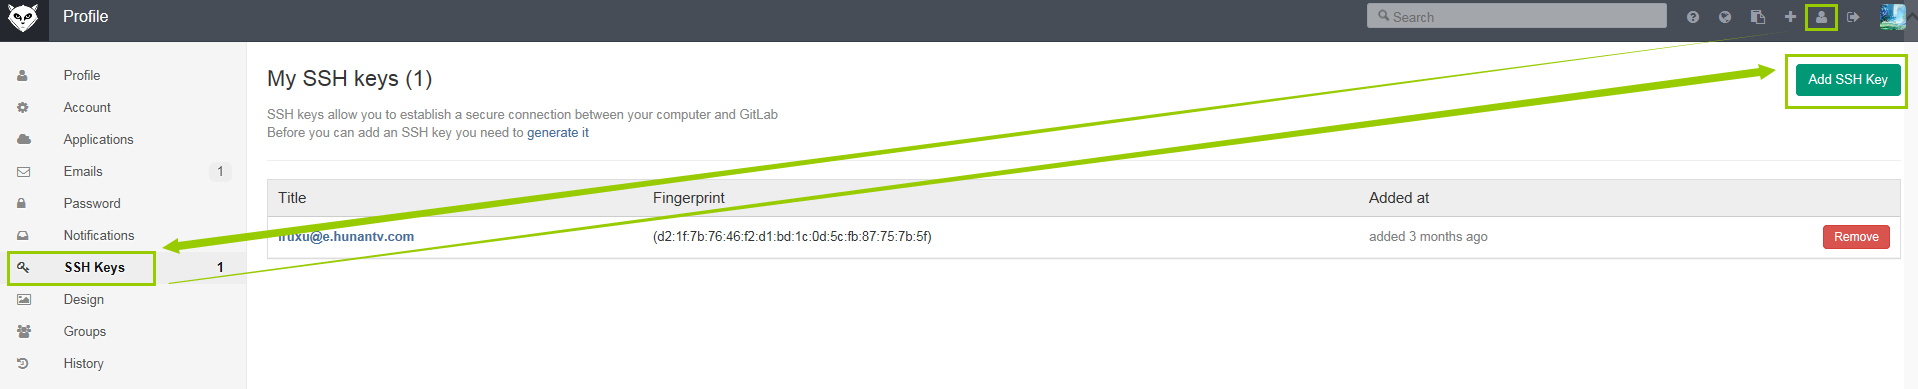 Profile
Search
Profile
Account
Applications
Emails 1
Password
Notifications
SSH Keys 1
Design
Groups
History
My SSH keys (1)
Add SSH Key
SSH keys allow you to establish a secure connection between your computer and GitLab
Before you can add an SSH key you need to generate it
Title Fingerprint Added at
(d2:1f:7b:76:46:f2:d1:bd:1c:0d:5c:fb:87:75:7b:5f) added 3 months ago Remove